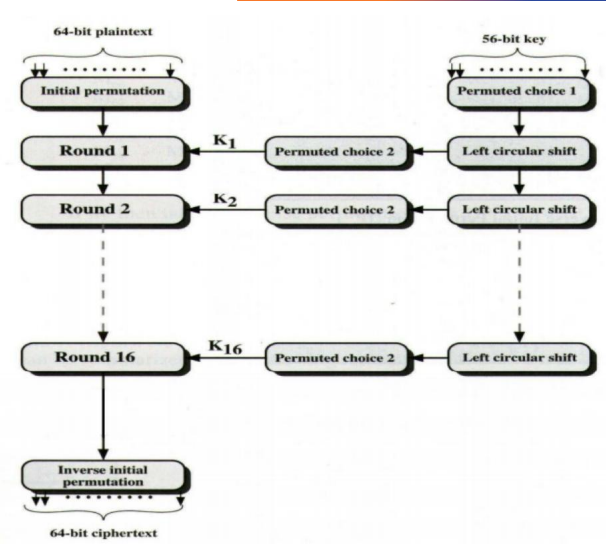 64-bit plaintext
56-bit key
Initial permutation
Permuted choice 1
Round 1
K1
Permuted choice 2
Left circular shift
Round 2
K2
Permuted choice 2
Left circular shift
Round 16
K16
Permuted choice 2
Left circular shift
Inverse initial
permutation
64-bit ciphertext